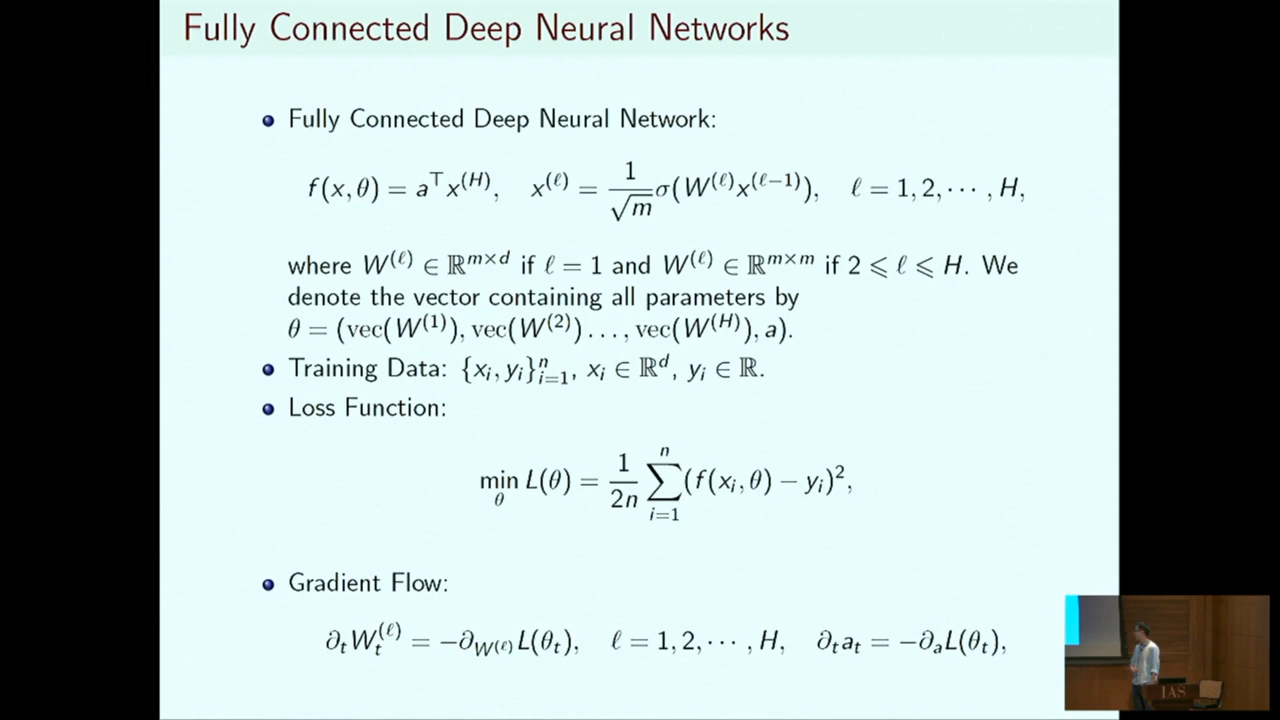 Fully Connected Deep Neural Networks
Fully Connected Deep Neural Network:
f(x, θ) = a^⊤ x^(H), x^(ℓ) = 1/√m σ(W^(ℓ) x^(ℓ−1)), ℓ = 1, 2, ⋯ , H,
where W^(ℓ) ∈ ℝ^{m×d} if ℓ = 1 and W^(ℓ) ∈ ℝ^{m×m} if 2 ⩽ ℓ ⩽ H. We
denote the vector containing all parameters by
θ = (vec(W^(1)), vec(W^(2)) . . . , vec(W^(H)), a).
Training Data: {x_i, y_i}_{i=1}^n, x_i ∈ ℝ^d, y_i ∈ ℝ.
Loss Function:
min_θ L(θ) = 1/2n ∑_{i=1}^n (f(x_i, θ) − y_i)^2,
Gradient Flow:
∂_t W_t^(ℓ) = −∂_{W^(ℓ)} L(θ_t), ℓ = 1, 2, ⋯ , H, ∂_t a_t = −∂_a L(θ_t),
IAS